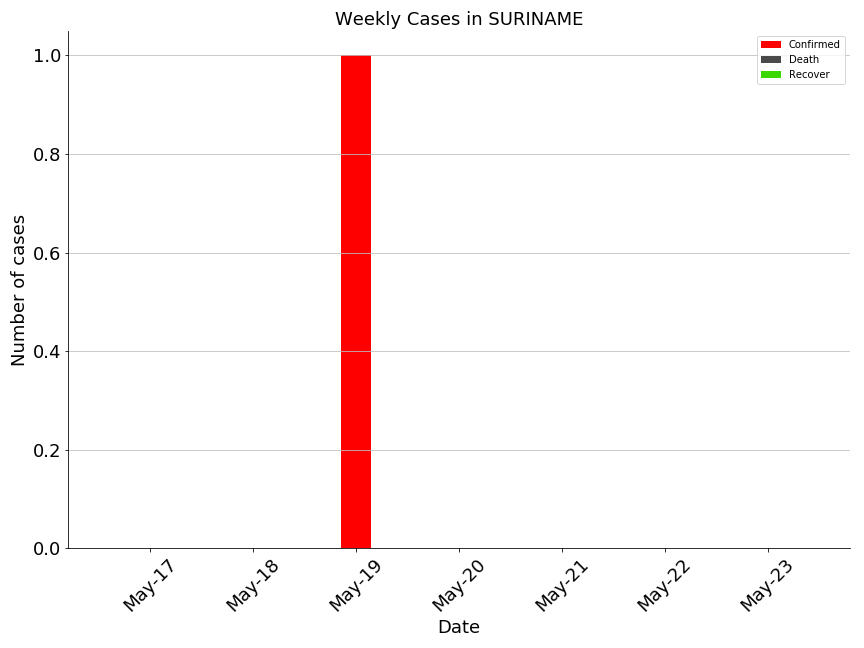 Weekly Cases in SURINAME
Confirmed
Death
Recover
Number of cases
1.0
0.8
0.6
0.4
0.2
0.0
May-17
May-18
May-19
May-20
May-21
May-22
May-23
Date